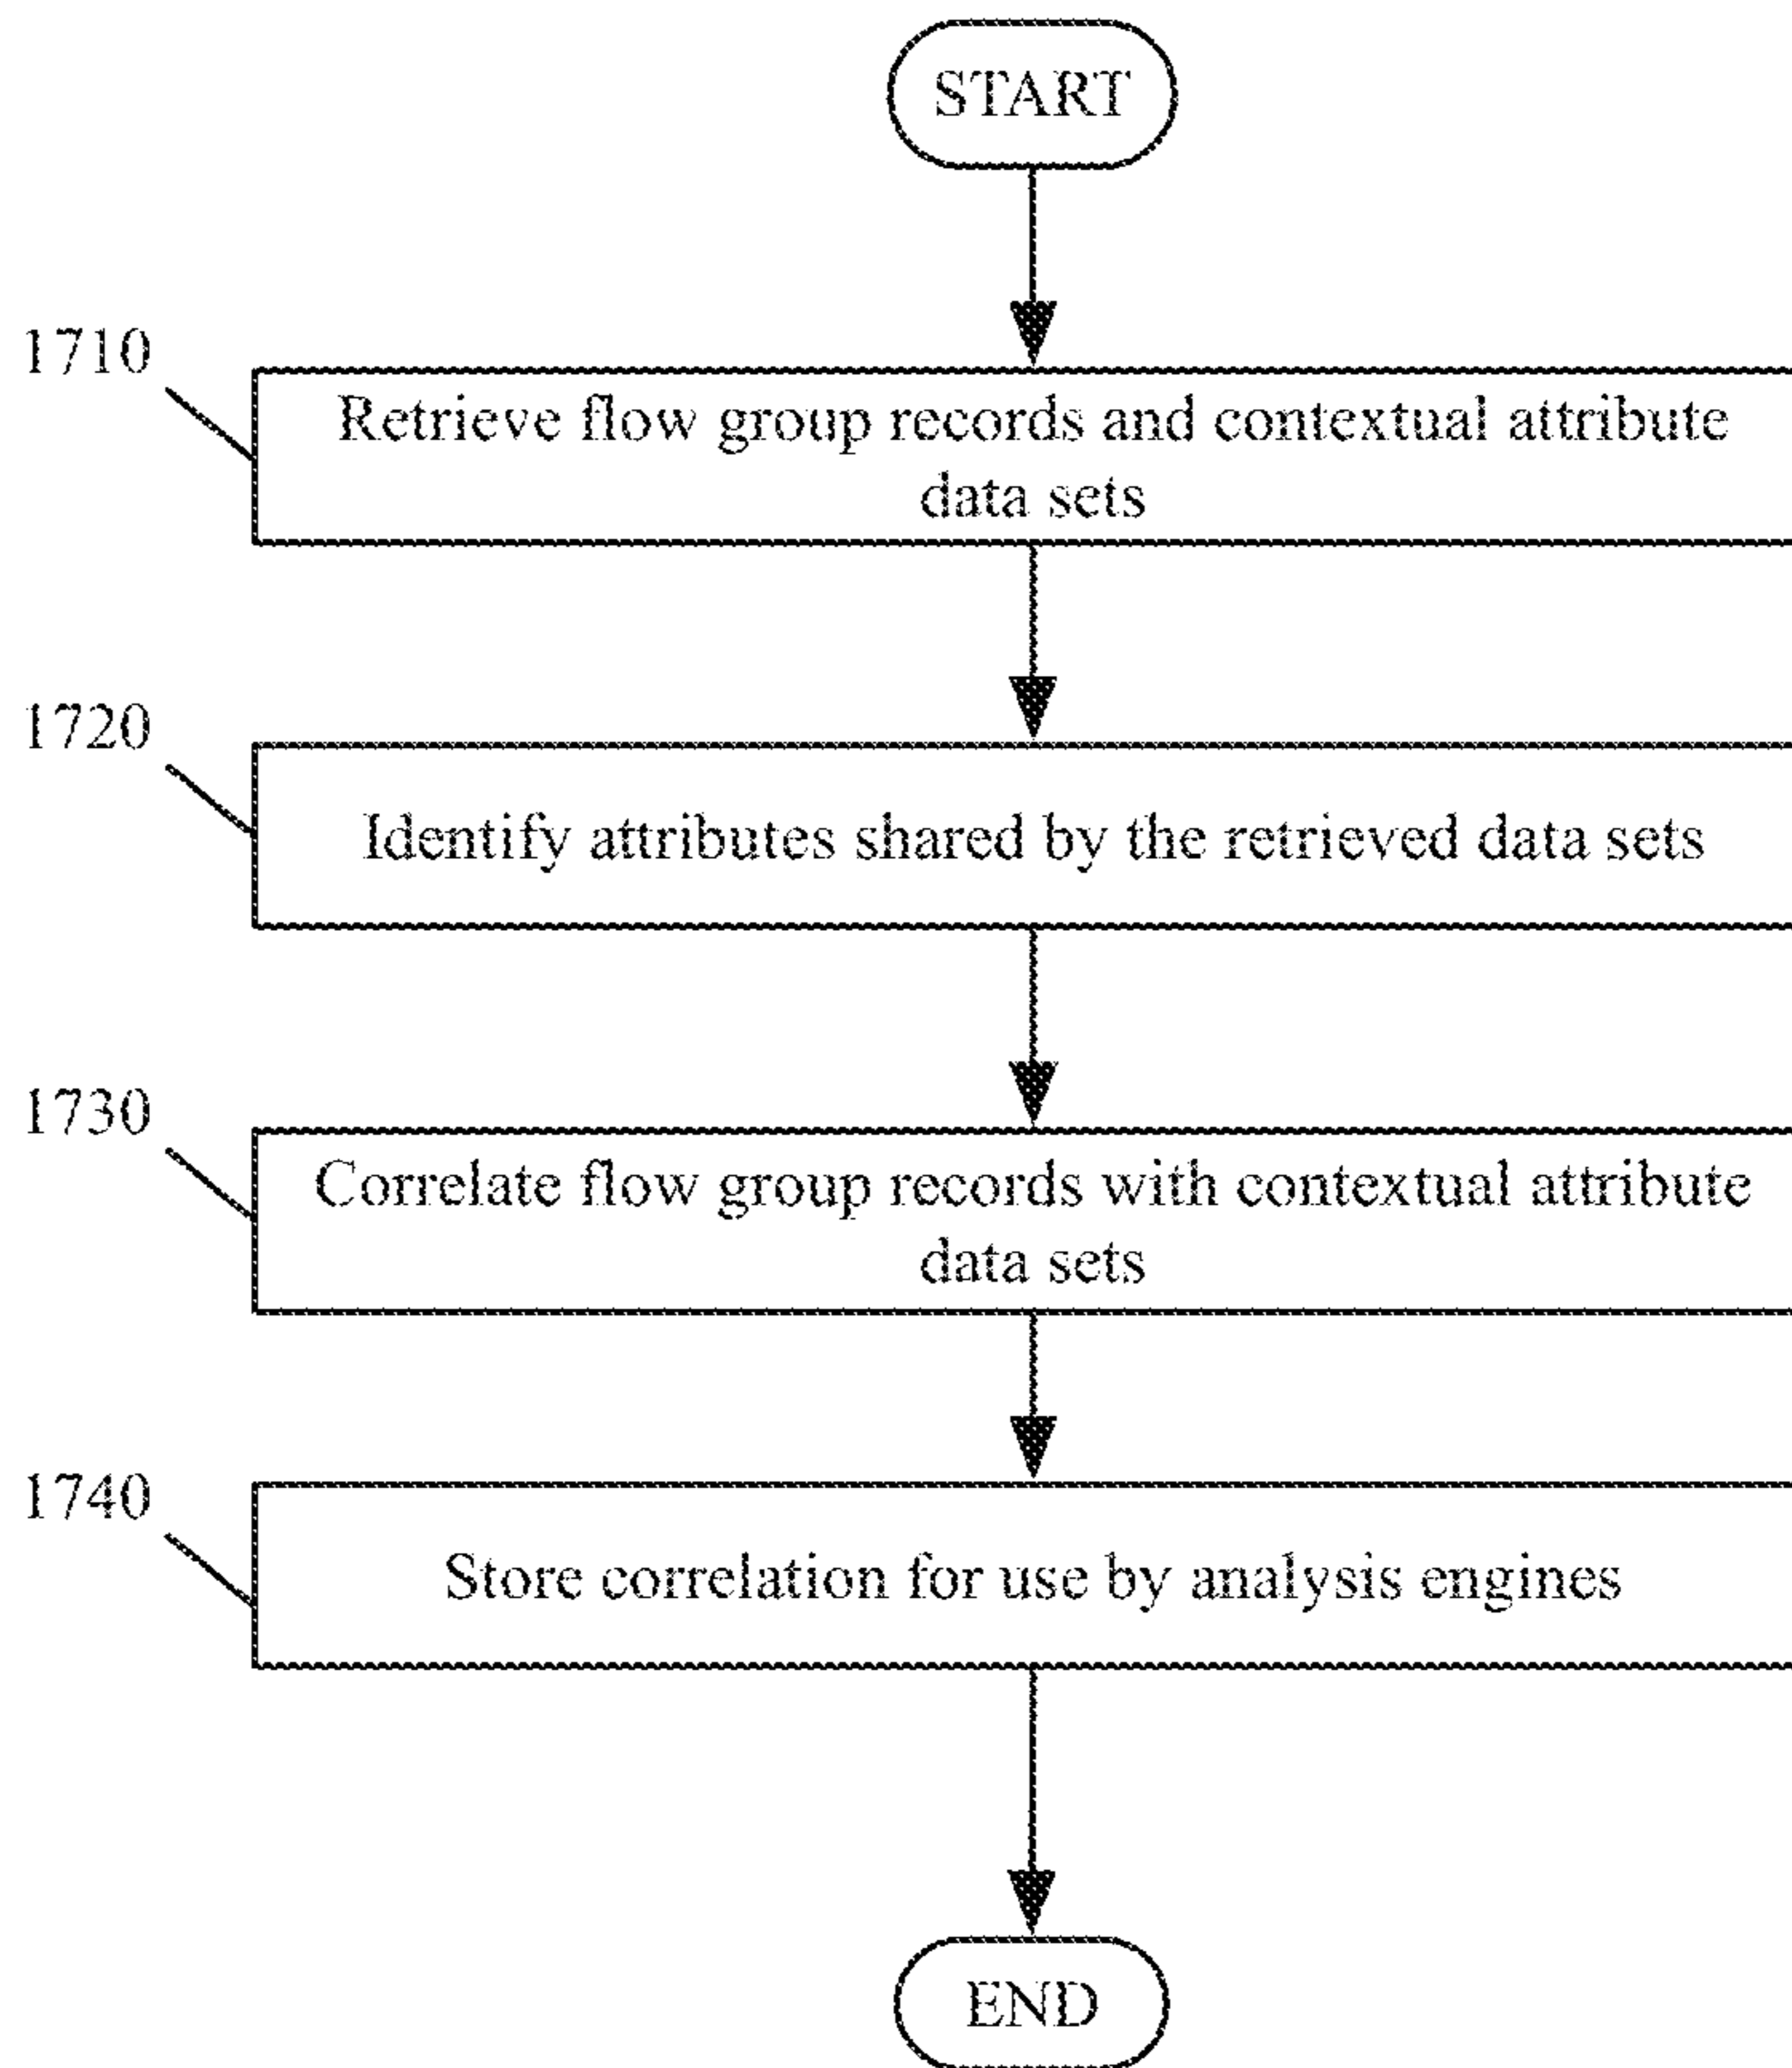 START
1710
Retrieve flow group records and contextual attribute
data sets
1720
Identify attributes shared by the retrieved data sets
1730
Correlate flow group records with contextual attribute
data sets
1740
Store correlation for use by analysis engines
END